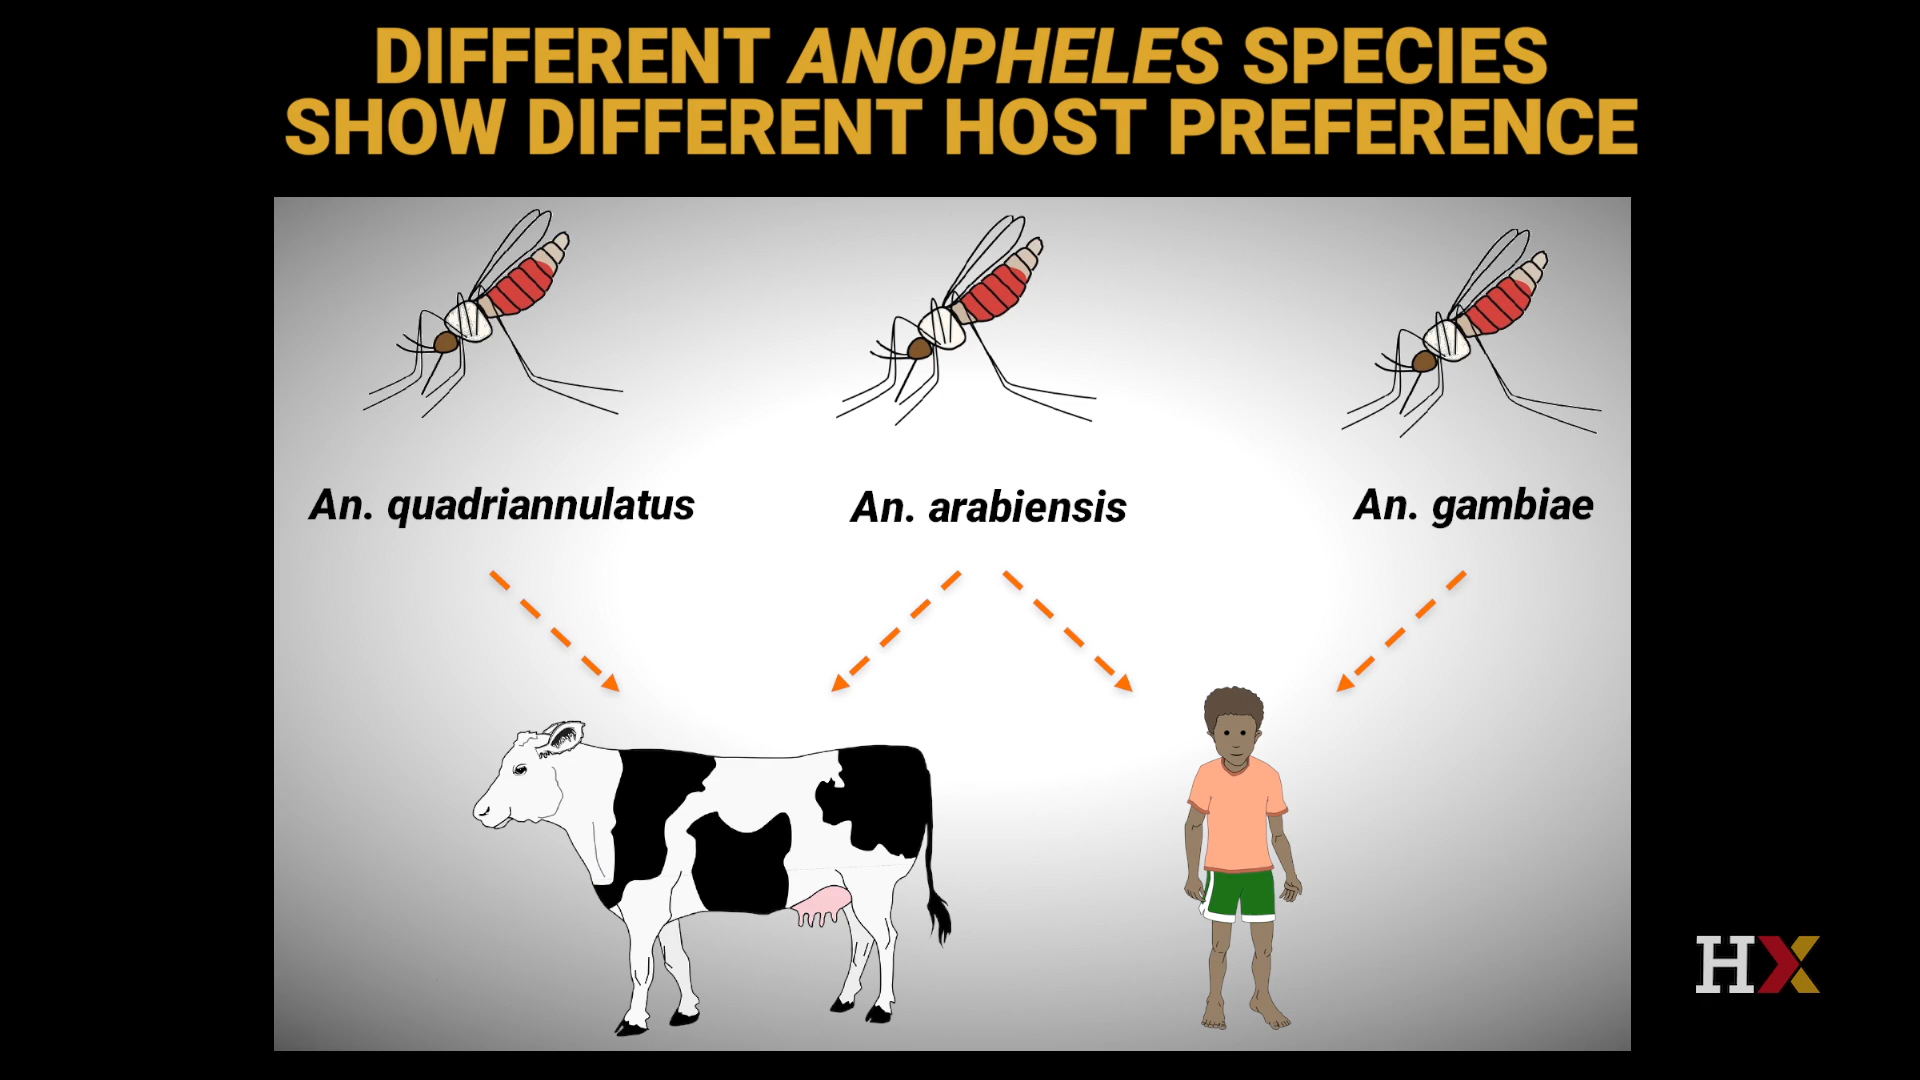 DIFFERENT ANOPHELES SPECIES
SHOW DIFFERENT HOST PREFERENCE
An. quadriannulatus
An. arabiensis
An. gambiae
HX